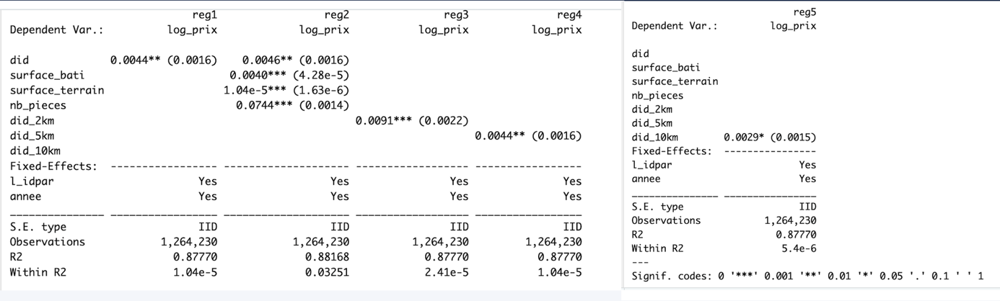 reg1                 reg2               reg3               reg4
Dependent Var.:           log_prix             log_prix           log_prix           log_prix

did              0.0044** (0.0016)    0.0046** (0.0016)
surface_bati                        0.0040*** (4.28e-5)
surface_terrain                    1.04e-5*** (1.63e-6)
nb_pieces                            0.0744*** (0.0014)
did_2km                                                 0.0091*** (0.0022)
did_5km                                                                    0.0044** (0.0016)
did_10km
Fixed-Effects:  ----------------- -------------------- ------------------ -----------------
l_idpar                       Yes                  Yes                Yes               Yes
annee                         Yes                  Yes                Yes               Yes
_______________ _________________ ____________________ __________________ _________________
S.E. type                     IID                  IID                IID               IID
Observations            1,264,230            1,264,230          1,264,230         1,264,230
R2                        0.87770              0.88168            0.87770           0.87770
Within R2                 1.04e-5              0.03251            2.41e-5           1.04e-5
                            reg5
Dependent Var.:         log_prix

did
surface_bati
surface_terrain
nb_pieces
did_2km
did_5km
did_10km        0.0029* (0.0015)
Fixed-Effects:  ----------------
l_idpar                      Yes
annee                        Yes
_______________ ________________
S.E. type                    IID
Observations           1,264,230
R2                       0.87770
Within R2                 5.4e-6
---
Signif. codes: 0 '***' 0.001 '**' 0.01 '*' 0.05 '.' 0.1 ' ' 1